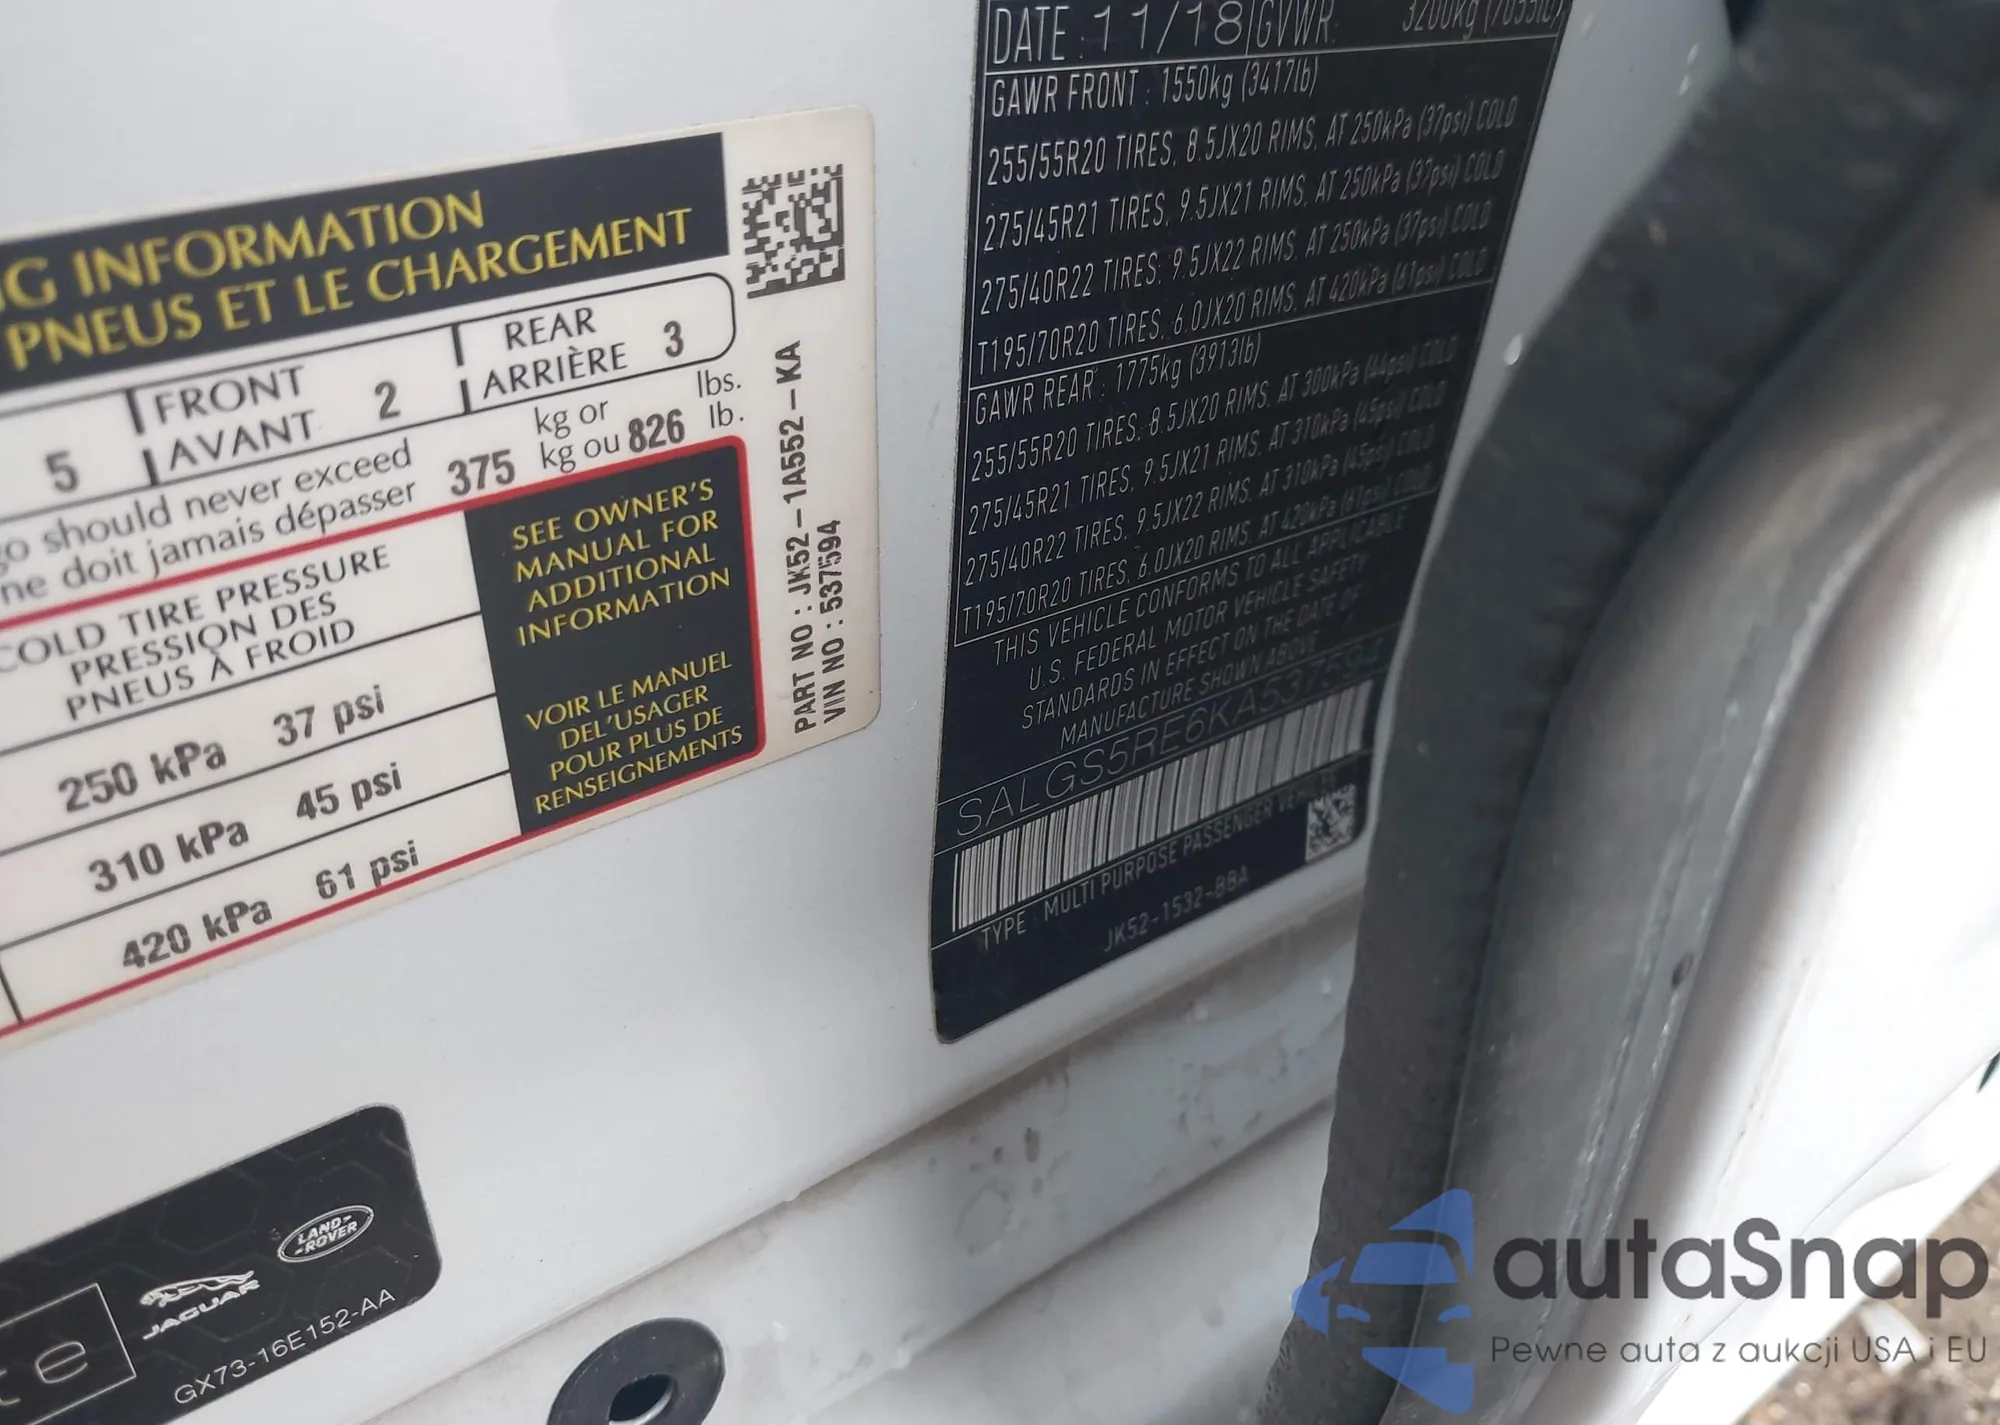 NG INFORMATION
PNEUS ET LE CHARGEMENT
5
FRONT
AVANT
2
REAR
ARRIÈRE
3
go should never exceed
ne doit jamais dépasser
375
kg or
kg ou
826
lbs.
lb.
COLD TIRE PRESSURE
PRESSION DES
PNEUS À FROID
250 kPa 37 psi
310 kPa 45 psi
420 kPa 61 psi
SEE OWNER'S
MANUAL FOR
ADDITIONAL
INFORMATION
VOIR LE MANUEL
DEL'USAGER
POUR PLUS DE
RENSEIGNEMENTS
PART NO : JK52-1A552-KA
VIN NO : 537594
DATE : 11/18 GVWR: 3200kg (7055lb)
GAWR FRONT : 1550kg (3417lb)
255/55R20 TIRES, 8.5JX20 RIMS, AT 250kPa (37psi) COLD
275/45R21 TIRES, 9.5JX21 RIMS, AT 250kPa (37psi) COLD
275/40R22 TIRES, 9.5JX22 RIMS, AT 250kPa (37psi) COLD
T195/70R20 TIRES, 6.0JX20 RIMS, AT 420kPa (61psi) COLD
GAWR REAR : 1775kg (3913lb)
255/55R20 TIRES, 8.5JX20 RIMS, AT 300kPa (44psi) COLD
275/45R21 TIRES, 9.5JX21 RIMS, AT 310kPa (45psi) COLD
275/40R22 TIRES, 9.5JX22 RIMS, AT 310kPa (45psi) COLD
T195/70R20 TIRES, 6.0JX20 RIMS, AT 420kPa (61psi) COLD
THIS VEHICLE CONFORMS TO ALL APPLICABLE
U.S. FEDERAL MOTOR VEHICLE SAFETY
STANDARDS IN EFFECT ON THE DATE OF
MANUFACTURE SHOWN ABOVE
SALGS5RE6KA537594
TYPE : MULTI PURPOSE PASSENGER VEHICLE
JK52-1532-BBA
te
JAGUAR
LAND-
-ROVER
GX73-16E152-AA
autaSnap
Pewne auta z aukcji USA i EU